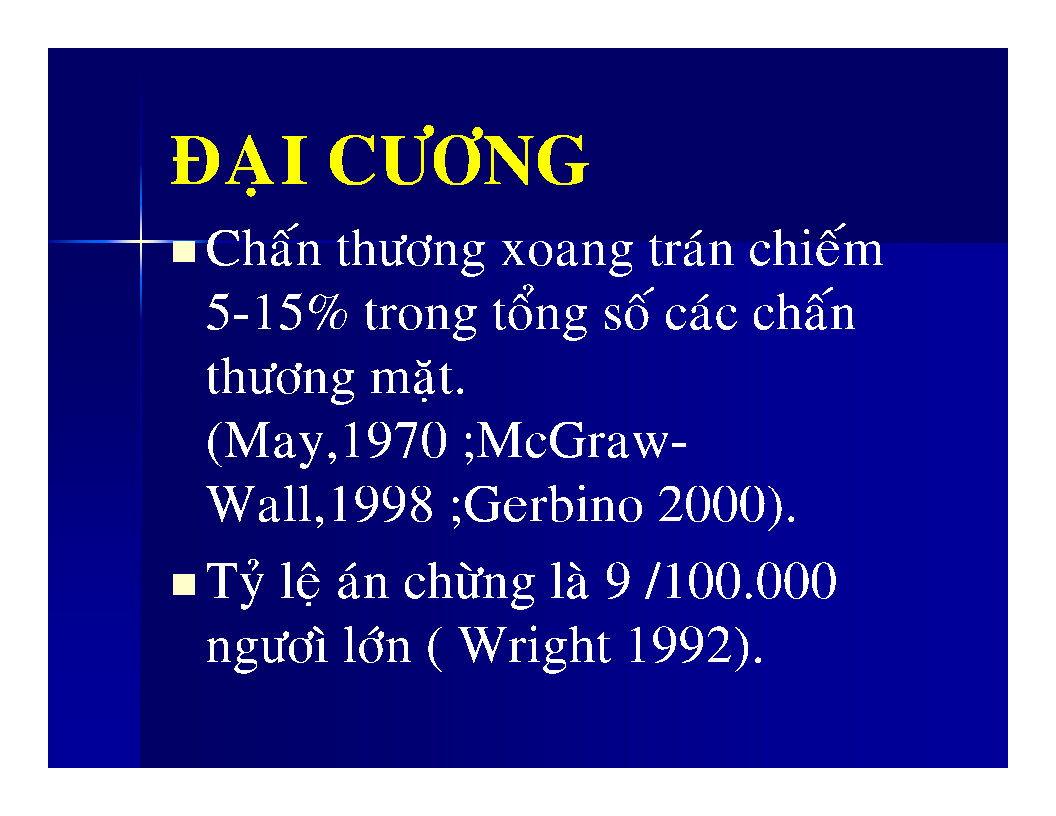 ĐẠI CƯƠNG
Chấn thương xoang trán chiếm
5-15% trong tổng số các chấn
thương mặt.
(May,1970 ;McGraw-
Wall,1998 ;Gerbino 2000).
Tỷ lệ án chừng là 9 /100.000
ngươì lớn ( Wright 1992).